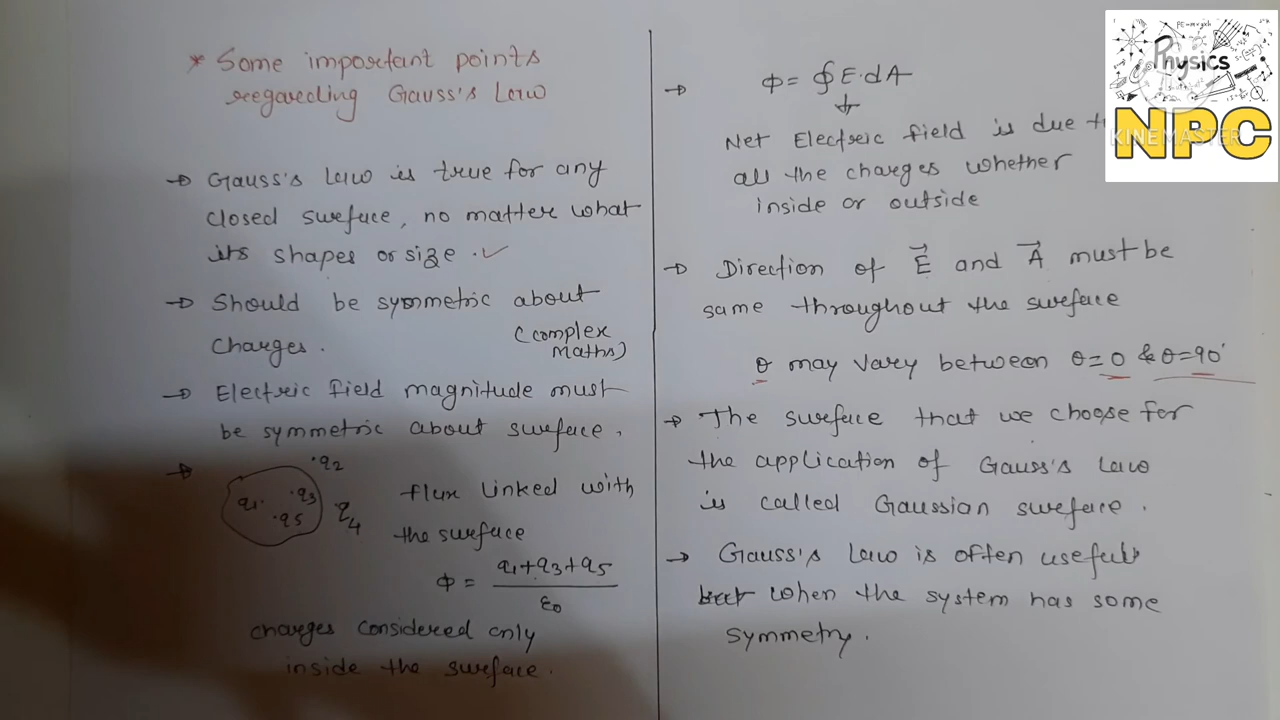 * Some important points
regarding Gauss's Law
→ Gauss's Law is true for any
closed surface, no matter what
its shapes or size. ✓
→ Should be symmetric about
charges.
(complex
maths)
→ Electric field magnitude must
be symmetric about surface.
→
.q2
q1. .q3
.q5
q4
flux linked with
the surface
Φ = q1+q3+q5
ε0
charges considered only
inside the surface.
→ Φ = ∮E.dA
Net Electric field is due
all the charges whether
inside or outside
→ Direction of E⃗ and A⃗ must be
same throughout the surface
θ may vary between θ=0 & θ=90°
→ The surface that we choose for
the application of Gauss's Law
is called Gaussian surface.
→ Gauss's Law is often useful
when the system has some
symmetry.
Physics
NPC
KINEMASTER